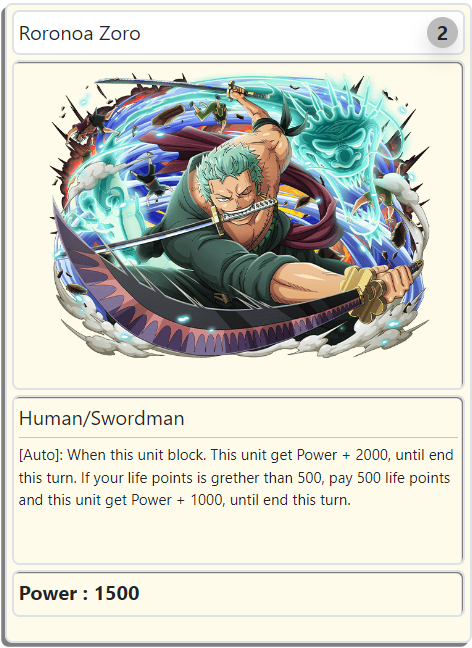 Roronoa Zoro
2
Human/Swordman
[Auto]: When this unit block. This unit get Power + 2000, until end
this turn. If your life points is grether than 500, pay 500 life points
and this unit get Power + 1000, until end this turn.
Power : 1500